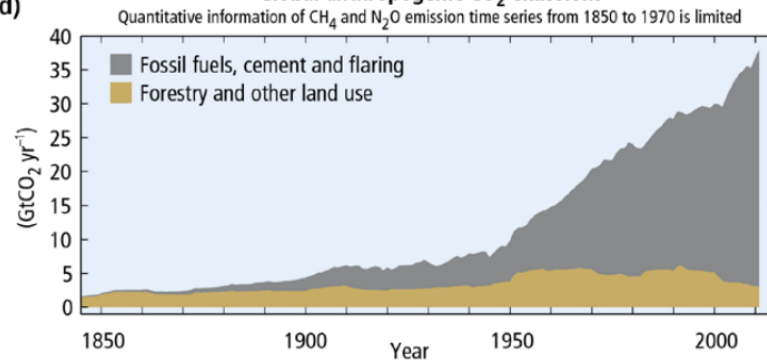 d)
Quantitative information of CH4 and N2O emission time series from 1850 to 1970 is limited
40
35
30
25
20
15
10
5
0
(GtCO2 yr−1)
Fossil fuels, cement and flaring
Forestry and other land use
1850
1900
1950
2000
Year